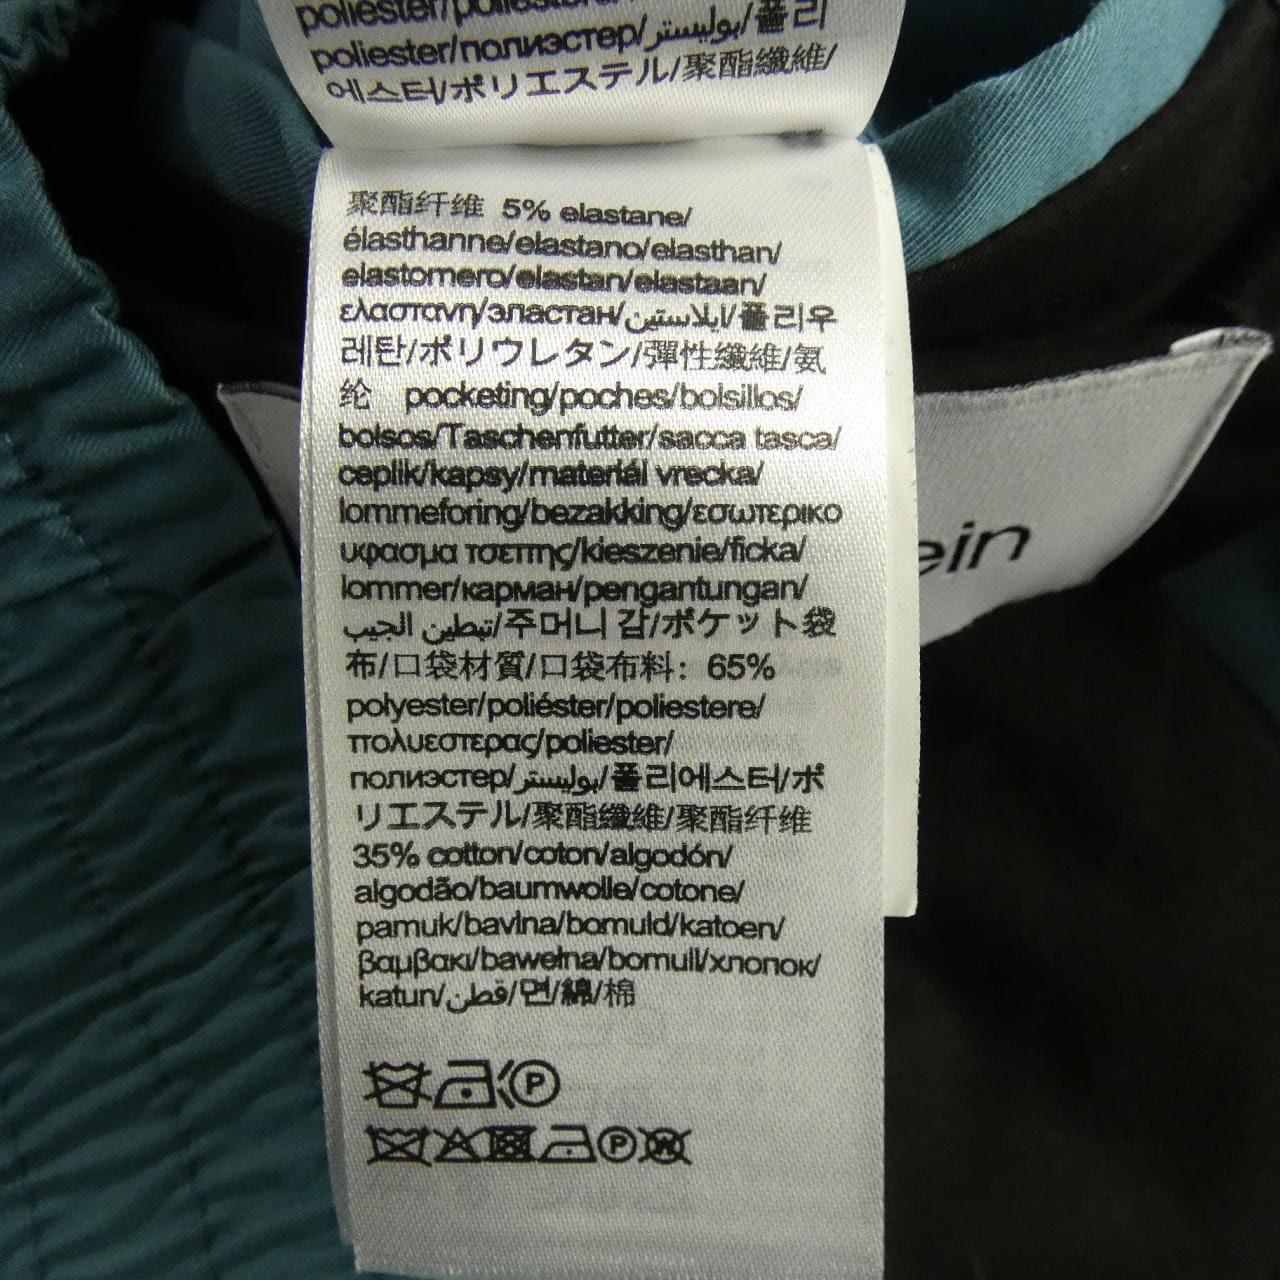 poliéster/poliestere/
poliester/полиэстер/بوليستر/폴리
에스터/ポリエステル/聚酯纖維/
聚酯纤维 5% elastane/
élasthanne/elastano/elasthan/
elastomero/elastan/elastaan/
ελαστανη/эластан/ايلاستين/폴리우
레탄/ポリウレタン/彈性纖維/氨
纶 pocketing/poches/bolsillos/
bolsos/Taschenfutter/sacca tasca/
ceplik/kapsy/materiál vrecka/
lommeforing/bezakking/εσωτερικο
υφασμα τσεπης/kieszenie/ficka/
lommer/карман/pengantungan/
تبطين الجيب/주머니 감/ポケット袋
布/口袋材質/口袋布料: 65%
polyester/poliéster/poliestere/
πολυεστερας/poliester/
полиэстер/بوليستر/폴리에스터/ポ
リエステル/聚酯纖維/聚酯纤维
35% cotton/coton/algodón/
algodão/baumwolle/cotone/
pamuk/bavlna/bomuld/katoen/
βαμβακι/bawełna/bomull/хлопок/
katun/قطن/면/綿/棉
P
P W
ein